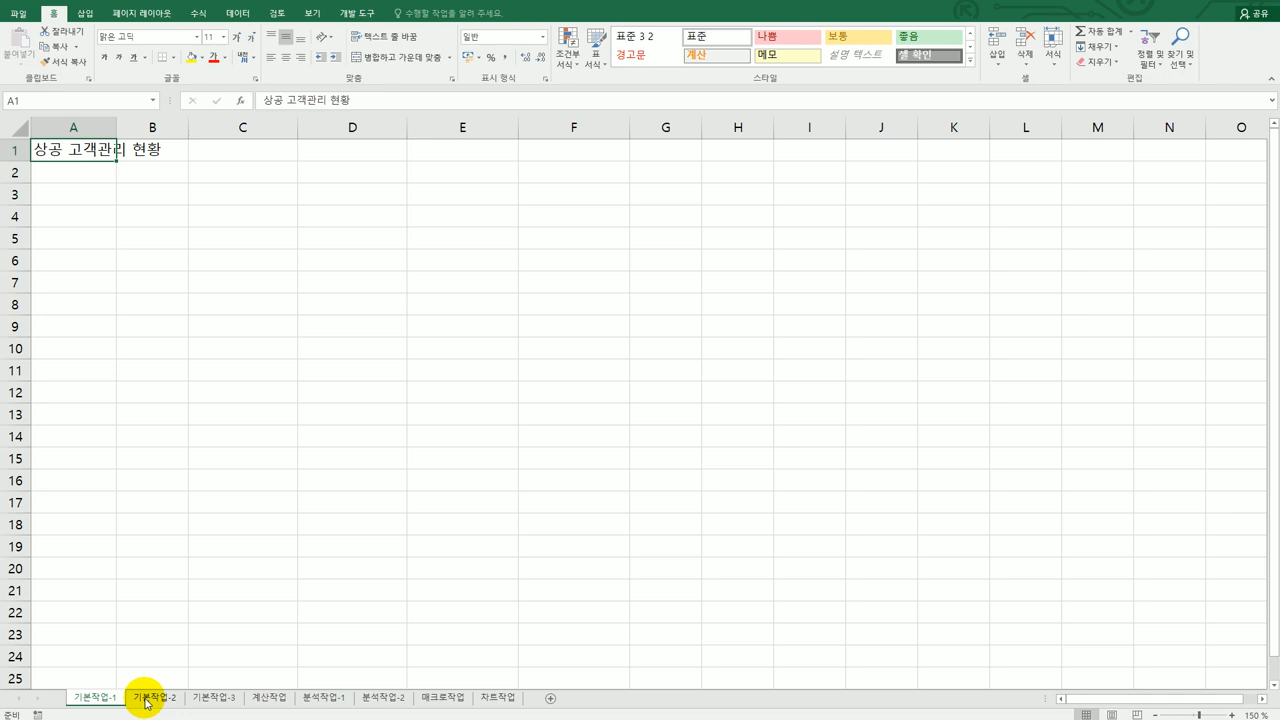 파일 홈 삽입 페이지 레이아웃 수식 데이터 검토 보기 개발 도구 수행할 작업을 알려 주세요. 공유
붙여넣기 잘라내기 복사 서식 복사
맑은 고딕 11 가 가 가 가 가 가
텍스트 줄 바꿈
병합하고 가운데 맞춤
일반
%
조건부 서식 표 서식
표준 3 2 표준 나쁨 보통 좋음
경고문 계산 메모 설명 텍스트 셀 확인
삽입 삭제 서식
자동 합계 채우기 지우기
정렬 및 필터 찾기 및 선택
클립보드 글꼴 맞춤 표시 형식 스타일 셀 편집
A1 fx 상공 고객관리 현황
A B C D E F G H I J K L M N O
1 상공 고객관리 현황
2
3
4
5
6
7
8
9
10
11
12
13
14
15
16
17
18
19
20
21
22
23
24
25
기본작업-1 기본작업-2 기본작업-3 계산작업 분석작업-1 분석작업-2 매크로작업 차트작업
준비 150 %